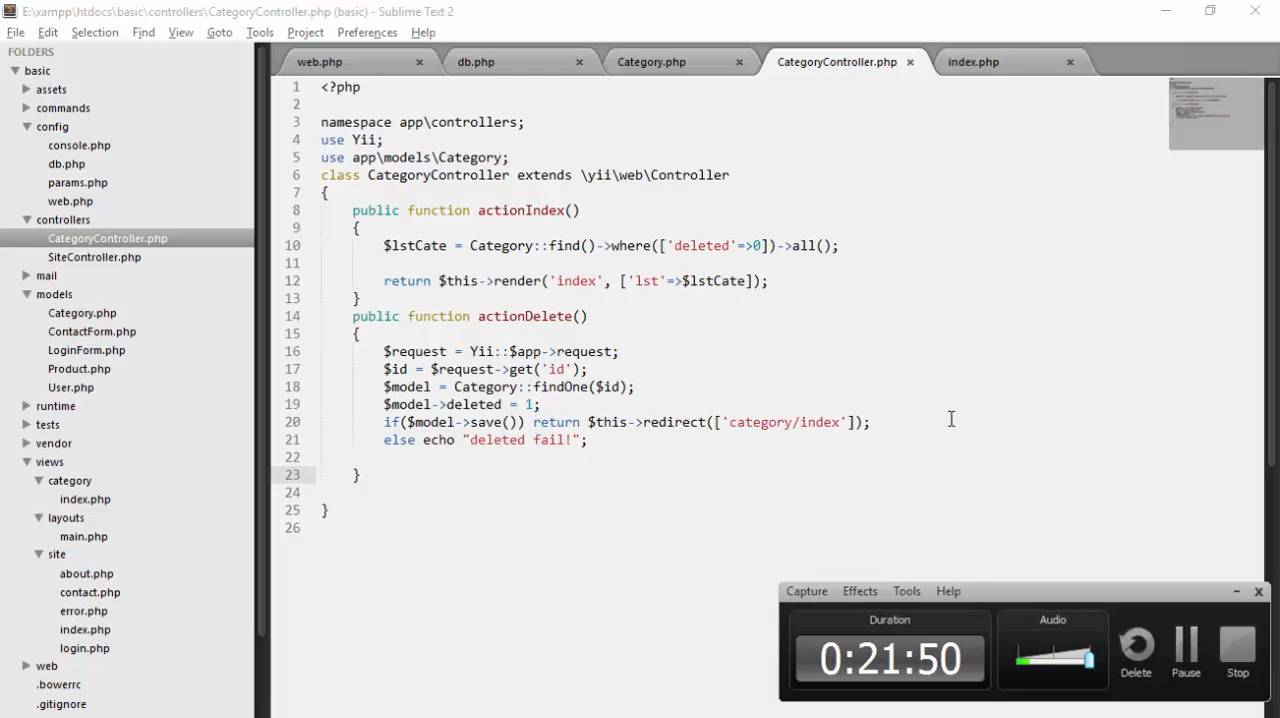 E:\xampp\htdocs\basic\controllers\CategoryController.php (basic) - Sublime Text 2
File Edit Selection Find View Goto Tools Project Preferences Help
FOLDERS
basic
assets
commands
config
console.php
db.php
params.php
web.php
controllers
CategoryController.php
SiteController.php
mail
models
Category.php
ContactForm.php
LoginForm.php
Product.php
User.php
runtime
tests
vendor
views
category
index.php
layouts
main.php
site
about.php
contact.php
error.php
index.php
login.php
web
.bowerrc
.gitignore
web.php db.php Category.php CategoryController.php index.php
1 <?php
2
3 namespace app\controllers;
4 use Yii;
5 use app\models\Category;
6 class CategoryController extends \yii\web\Controller
7 {
8 public function actionIndex()
9 {
10 $lstCate = Category::find()->where(['deleted'=>0])->all();
11
12 return $this->render('index', ['lst'=>$lstCate]);
13 }
14 public function actionDelete()
15 {
16 $request = Yii::$app->request;
17 $id = $request->get('id');
18 $model = Category::findOne($id);
19 $model->deleted = 1;
20 if($model->save()) return $this->redirect(['category/index']);
21 else echo "deleted fail!";
22
23 }
24
25 }
26
Capture Effects Tools Help
Duration
0:21:50
Audio
Delete Pause Stop